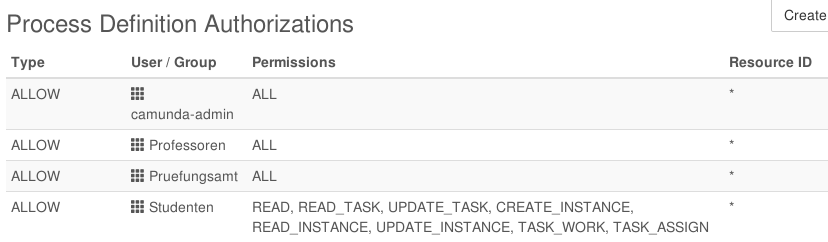 Process Definition Authorizations
Create
Type User / Group Permissions Resource ID
ALLOW camunda-admin ALL *
ALLOW Professoren ALL *
ALLOW Pruefungsamt ALL *
ALLOW Studenten READ, READ_TASK, UPDATE_TASK, CREATE_INSTANCE, *
READ_INSTANCE, UPDATE_INSTANCE, TASK_WORK, TASK_ASSIGN